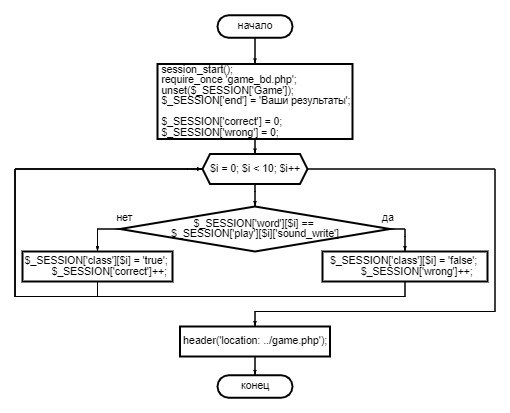 начало
session_start();
require_once 'game_bd.php';
unset($_SESSION['Game']);
$_SESSION['end'] = 'Ваши результаты';
$_SESSION['correct'] = 0;
$_SESSION['wrong'] = 0;
$i = 0; $i < 10; $i++
нет
$_SESSION['word'][$i] ==
$_SESSION['play'][$i]['sound_write']
да
$_SESSION['class'][$i] = 'true';
$_SESSION['correct']++;
$_SESSION['class'][$i] = 'false';
$_SESSION['wrong']++;
header('location: ../game.php');
конец